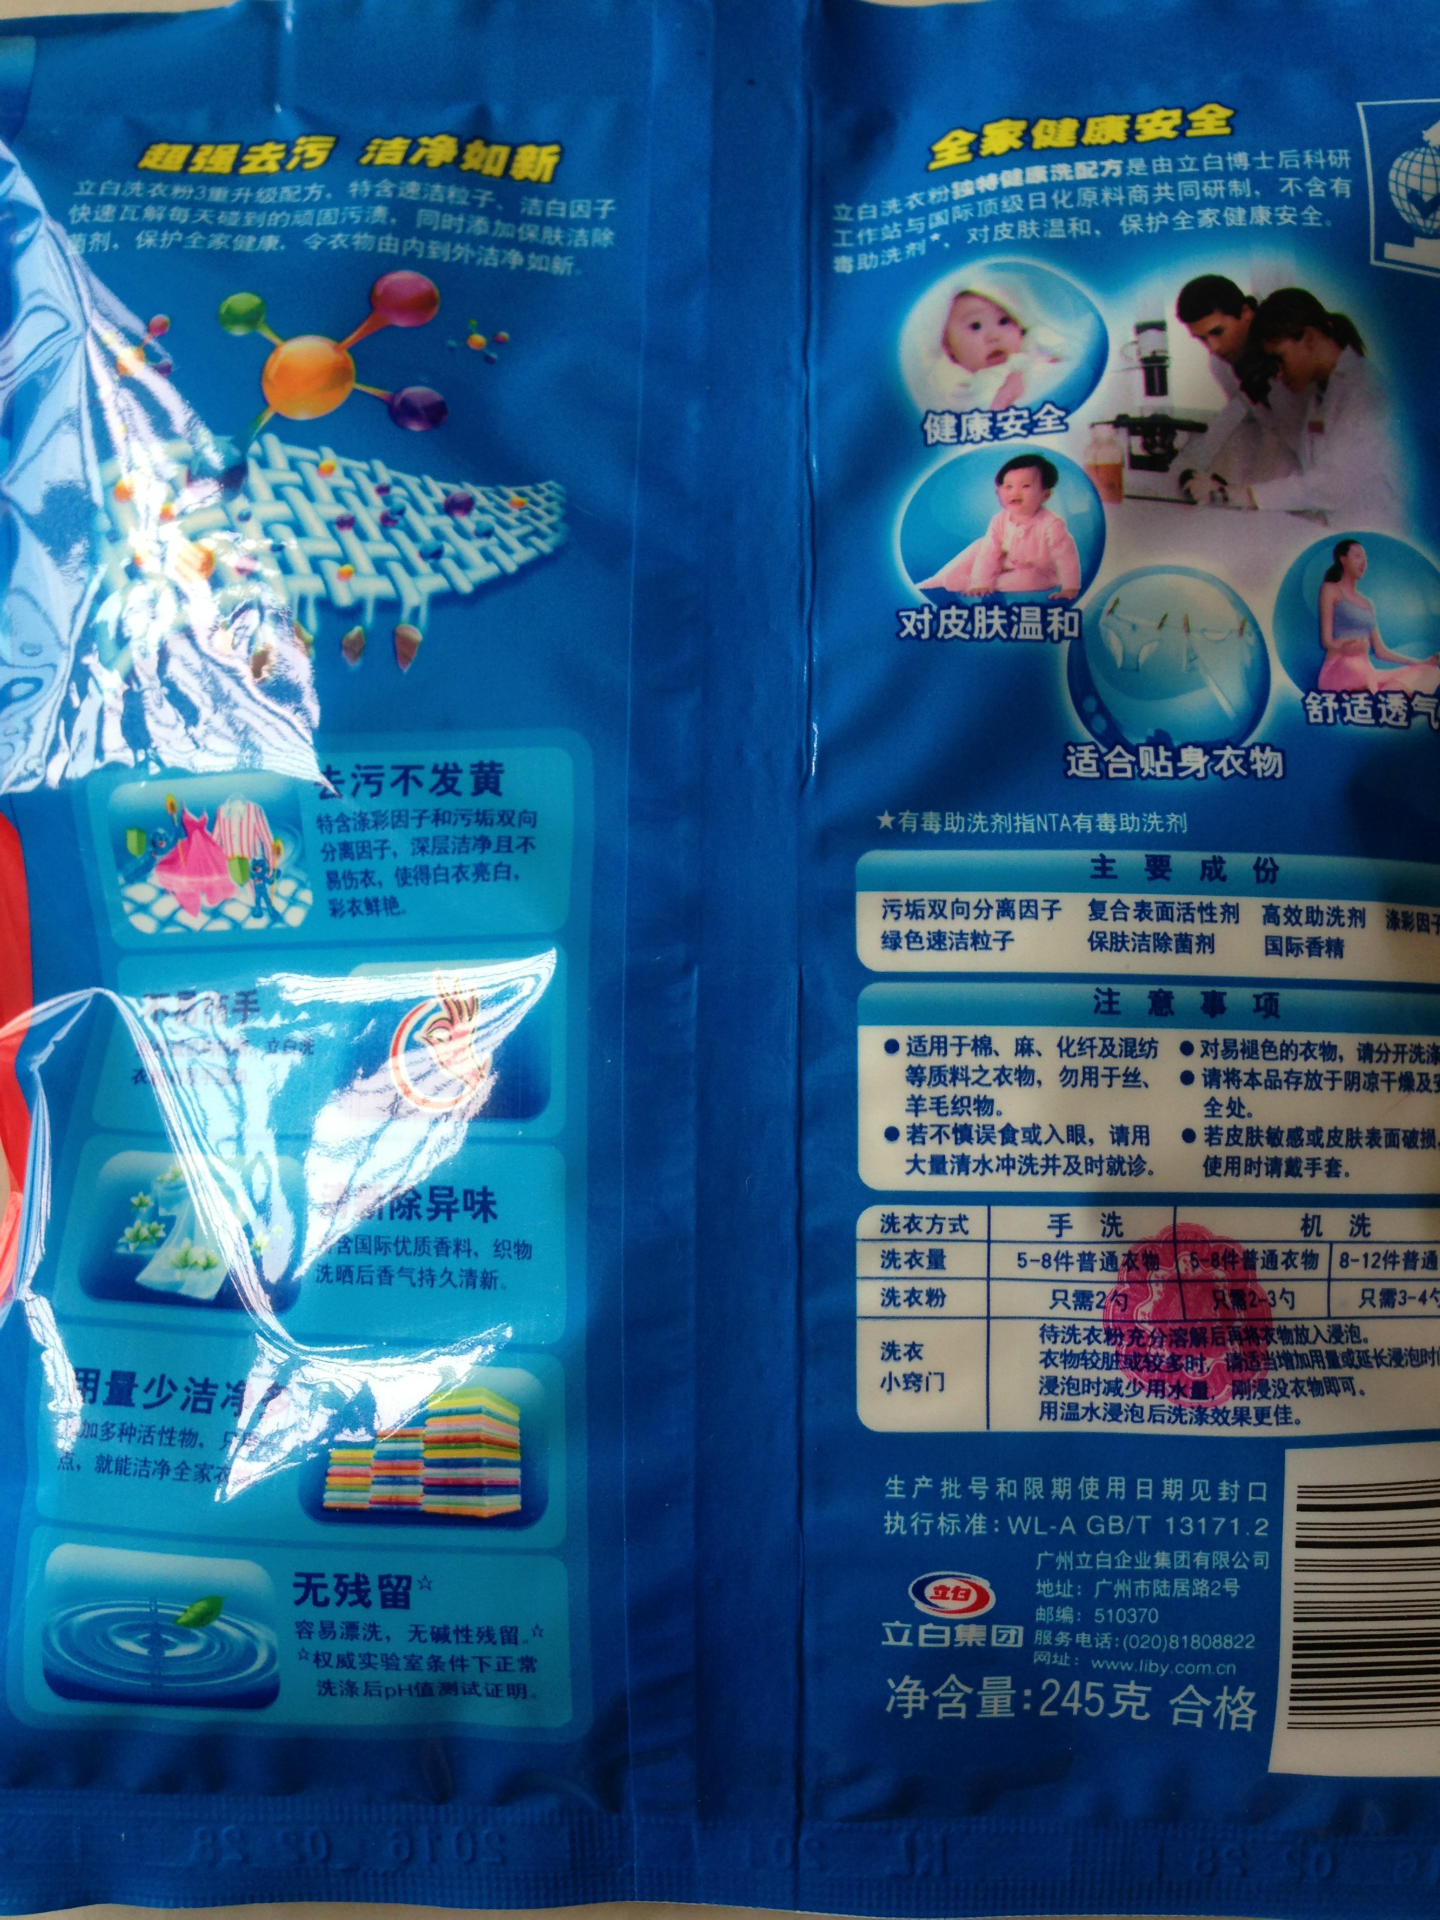 超强去污 洁净如新
立白洗衣粉3重升级配方，特含速洁粒子、洁白因子
快速瓦解每天碰到的顽固污渍，同时添加保肤洁除
菌剂，保护全家健康，令衣物由内到外洁净如新。
去污不发黄
特含涤彩因子和污垢双向
分离因子，深层洁净且不
易伤衣，使得白衣亮白，
彩衣鲜艳。
手
立白洗
衣
除异味
含国际优质香料，织物
洗晒后香气持久清新。
用量少洁净
加多种活性物，只
点，就能洁净全家衣
无残留☆
容易漂洗，无碱性残留。☆
☆权威实验室条件下正常
洗涤后pH值测试证明。
全家健康安全
立白洗衣粉独特健康洗配方是由立白博士后科研
工作站与国际顶级日化原料商共同研制，不含有
毒助洗剂★，对皮肤温和，保护全家健康安全。
健康安全
对皮肤温和
适合贴身衣物
舒适透气
★有毒助洗剂指NTA有毒助洗剂
主要成份
污垢双向分离因子 复合表面活性剂 高效助洗剂 涤彩因子
绿色速洁粒子 保肤洁除菌剂 国际香精
注意事项
● 适用于棉、麻、化纤及混纺
等质料之衣物，勿用于丝、
羊毛织物。
● 若不慎误食或入眼，请用
大量清水冲洗并及时就诊。
● 对易褪色的衣物，请分开洗涤
● 请将本品存放于阴凉干燥及安
全处。
● 若皮肤敏感或皮肤表面破损，
使用时请戴手套。
洗衣方式 手洗 机洗
洗衣量 5-8件普通衣物 5-8件普通衣物 8-12件普通
洗衣粉 只需2勺 只需2-3勺 只需3-4勺
洗衣
小窍门
待洗衣粉充分溶解后再将衣物放入浸泡。
衣物较脏或较多时，请适当增加用量或延长浸泡时
浸泡时减少用水量，刚浸没衣物即可。
用温水浸泡后洗涤效果更佳。
生产批号和限期使用日期见封口
执行标准：WL-A GB/T 13171.2
立白
立白集团
广州立白企业集团有限公司
地址：广州市陆居路2号
邮编：510370
服务电话：(020)81808822
网址：www.liby.com.cn
净含量：245克 合格
2016 02 28